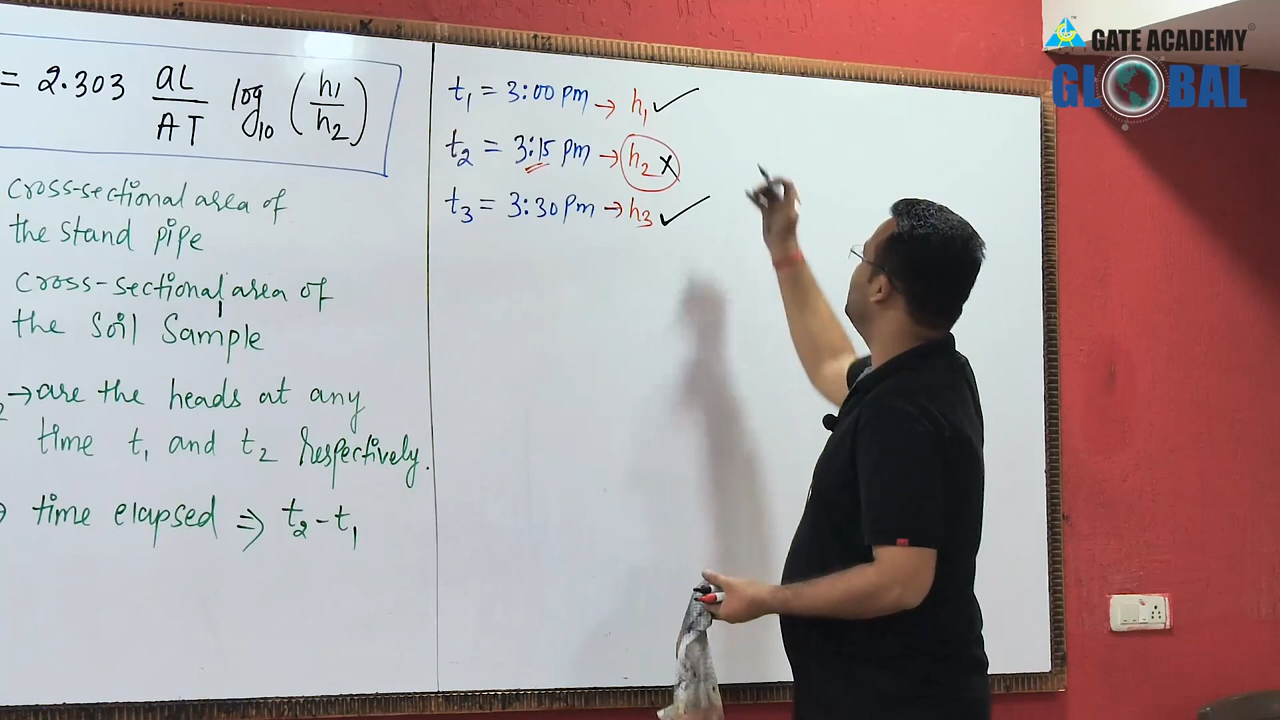 = 2.303 aL/AT log10 (h1/h2)
cross-sectional area of
the stand pipe
cross-sectional area of
the soil sample
2 → are the heads at any
time t1 and t2 respectively.
time elapsed ⇒ t2 - t1
t1 = 3:00 pm → h1 ✓
t2 = 3:15 pm → h2 x
t3 = 3:30 pm → h3 ✓
GATE ACADEMY
GLOBAL